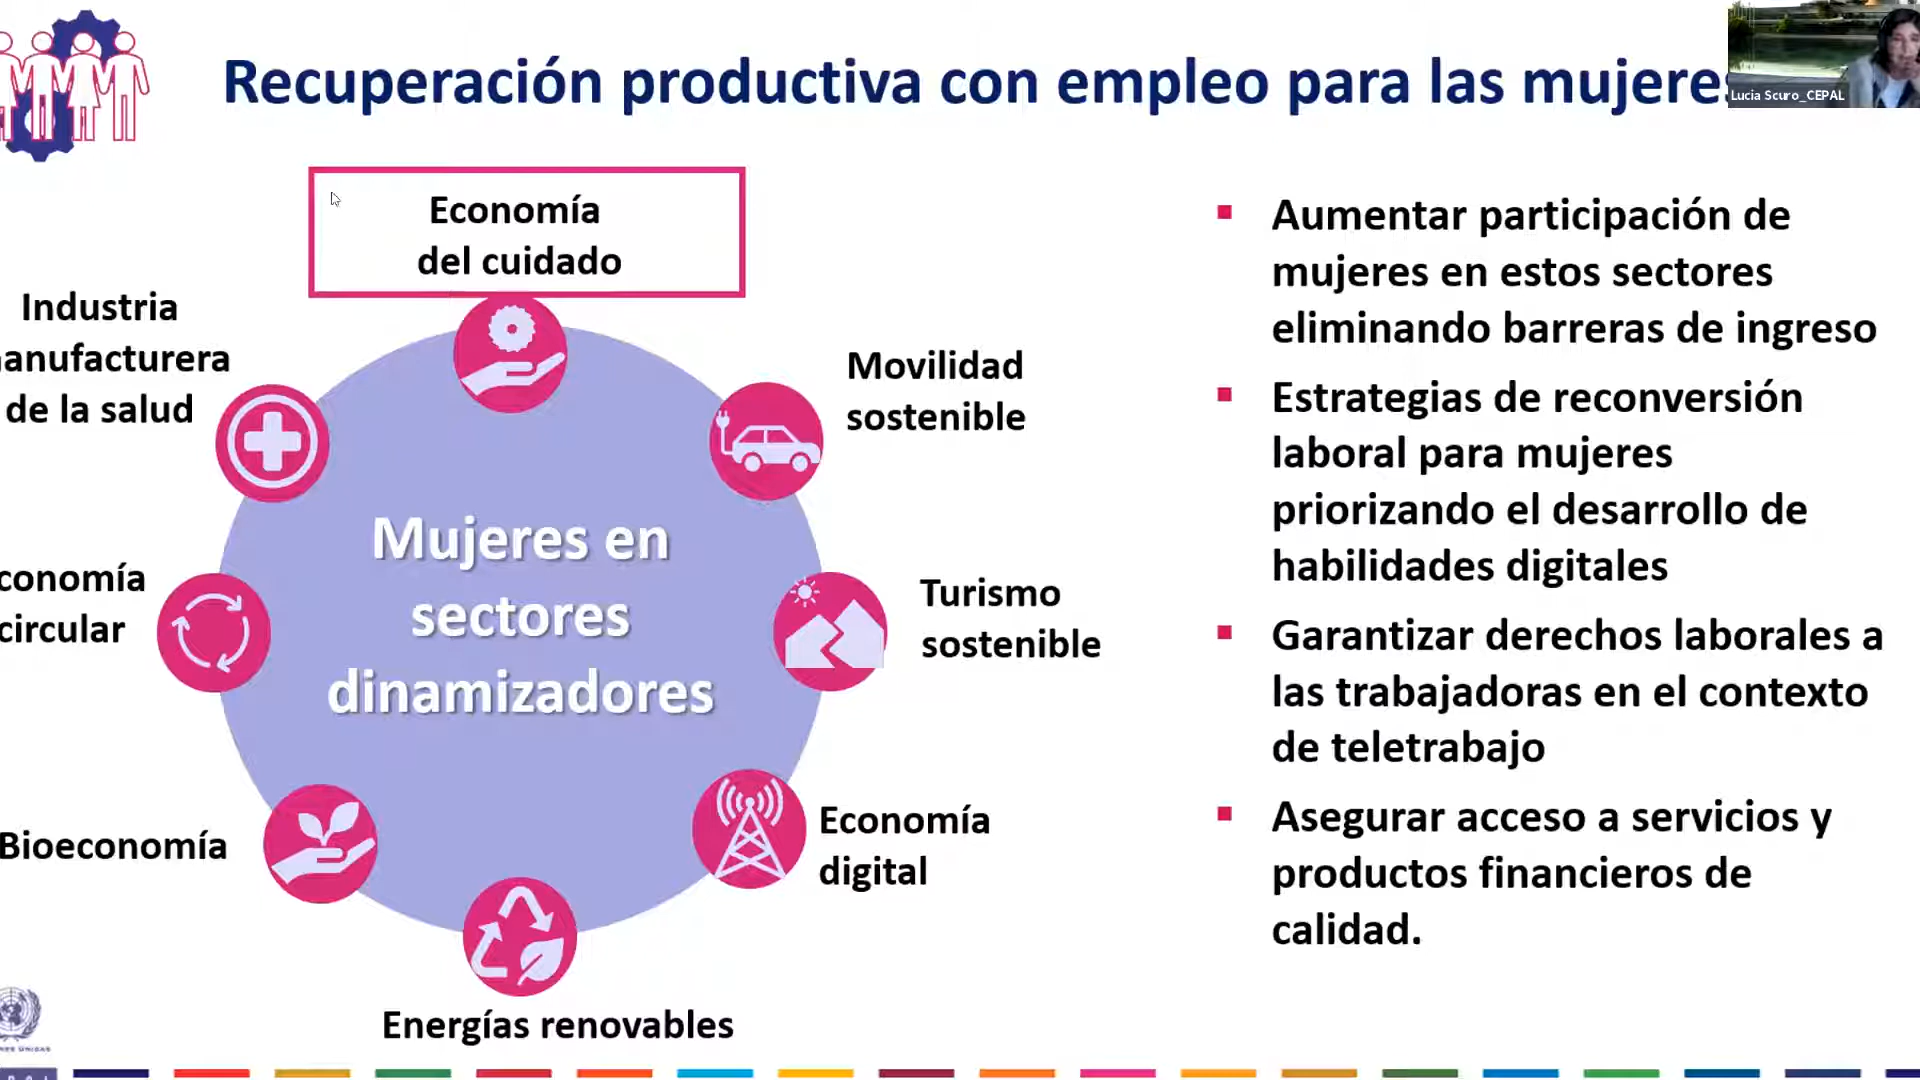 Recuperación productiva con empleo para las mujeres
Lucia Scuro_CEPAL
Economía
del cuidado
Industria
anufacturera
de la salud
Movilidad
sostenible
conomía
circular
Turismo
sostenible
Mujeres en
sectores
dinamizadores
Bioeconomía
Economía
digital
Energías renovables
Aumentar participación de
mujeres en estos sectores
eliminando barreras de ingreso
Estrategias de reconversión
laboral para mujeres
priorizando el desarrollo de
habilidades digitales
Garantizar derechos laborales a
las trabajadoras en el contexto
de teletrabajo
Asegurar acceso a servicios y
productos financieros de
calidad.